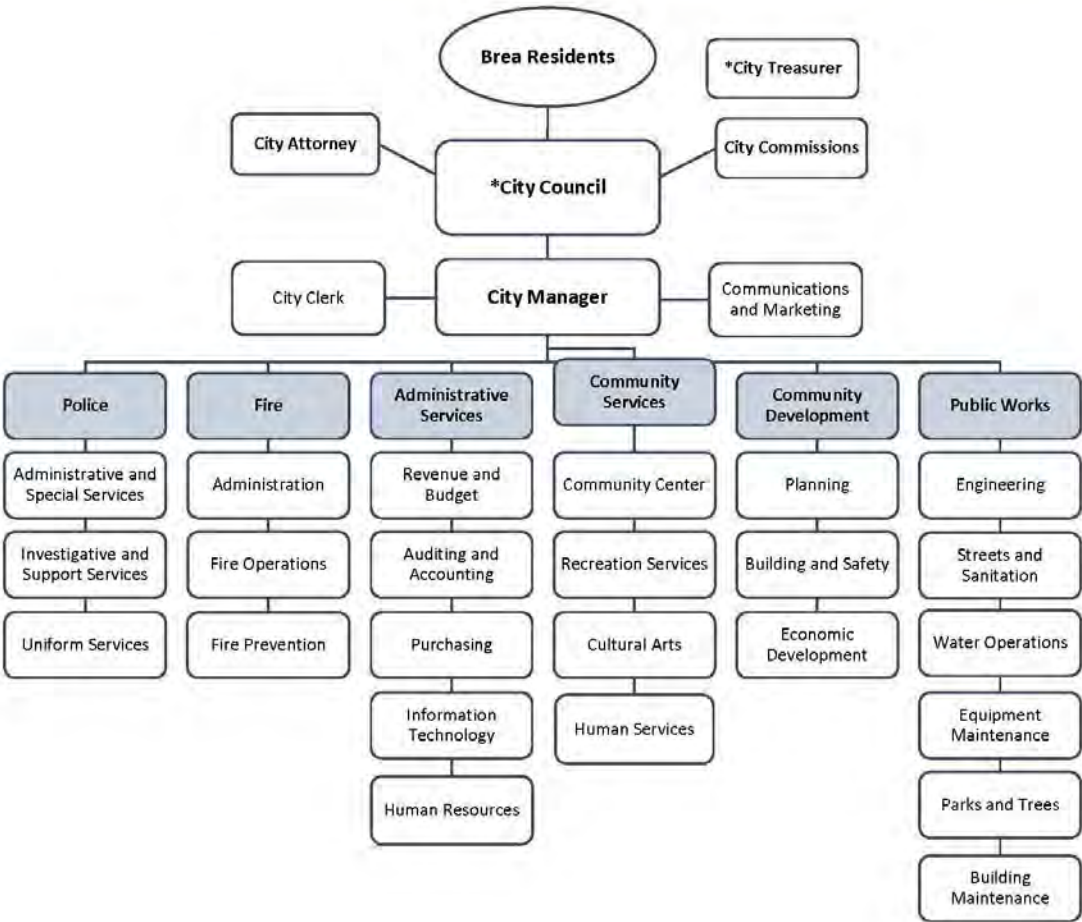 Brea Residents
*City Treasurer
City Attorney
City Commissions
*City Council
City Clerk
City Manager
Communications
and Marketing
Police
Fire
Administrative
Services
Community
Services
Community
Development
Public Works
Administrative and
Special Services
Administration
Revenue and
Budget
Community Center
Planning
Engineering
Investigative and
Support Services
Fire Operations
Auditing and
Accounting
Recreation Services
Building and Safety
Streets and
Sanitation
Uniform Services
Fire Prevention
Purchasing
Cultural Arts
Economic
Development
Water Operations
Information
Technology
Human Services
Equipment
Maintenance
Human Resources
Parks and Trees
Building
Maintenance